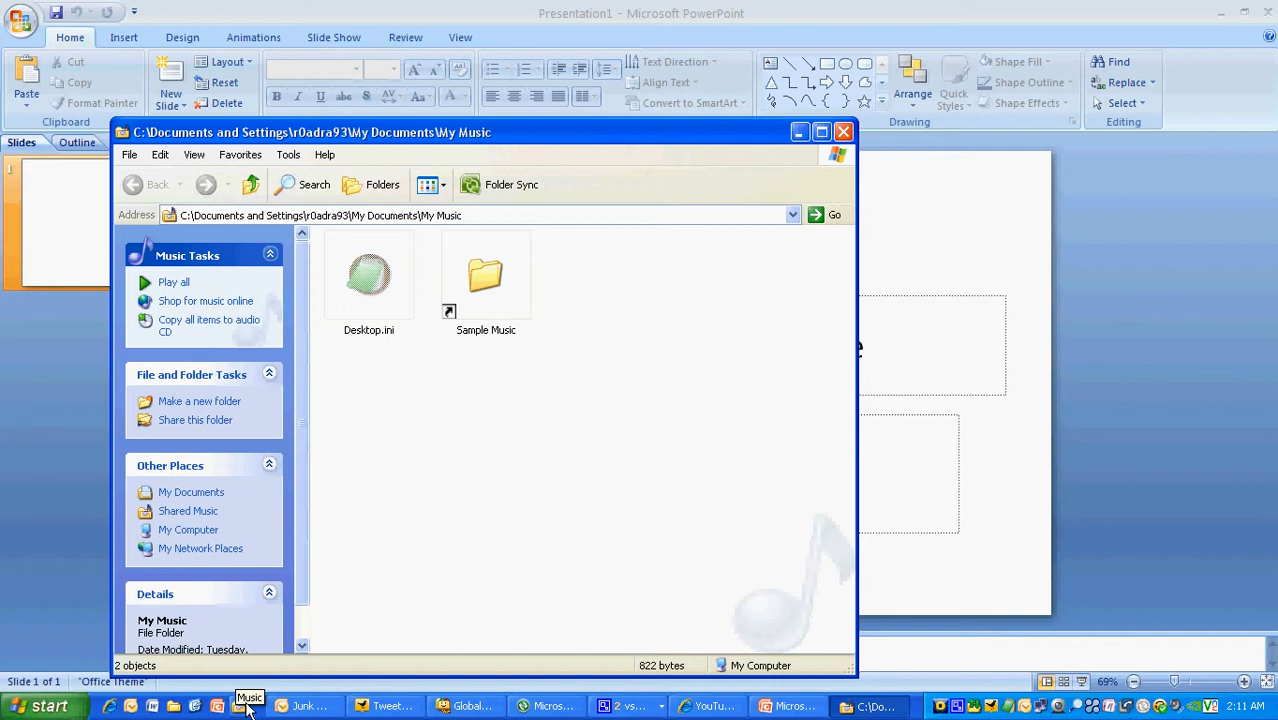 Presentation1 - Microsoft PowerPoint
Home Insert Design Animations Slide Show Review View
Paste Cut Copy Format Painter
Clipboard
New Slide Layout Reset Delete
Text Direction Align Text Convert to SmartArt
Arrange Quick Styles Shape Fill Shape Outline Shape Effects
Drawing
Find Replace Select
Editing
Slides Outline
1
C:\Documents and Settings\r0adra93\My Documents\My Music
File Edit View Favorites Tools Help
Back Search Folders Folder Sync
Address C:\Documents and Settings\r0adra93\My Documents\My Music Go
Music Tasks
Play all
Shop for music online
Copy all items to audio
CD
File and Folder Tasks
Make a new folder
Share this folder
Other Places
My Documents
Shared Music
My Computer
My Network Places
Details
My Music
File Folder
Date Modified: Tuesday,
Desktop.ini Sample Music
2 objects 822 bytes My Computer
Slide 1 of 1 "Office Theme" 69%
Music
start Junk ... Tweet... Global... Micros... 2 vs... YouTu... Micros... C:\Do... 2:11 AM